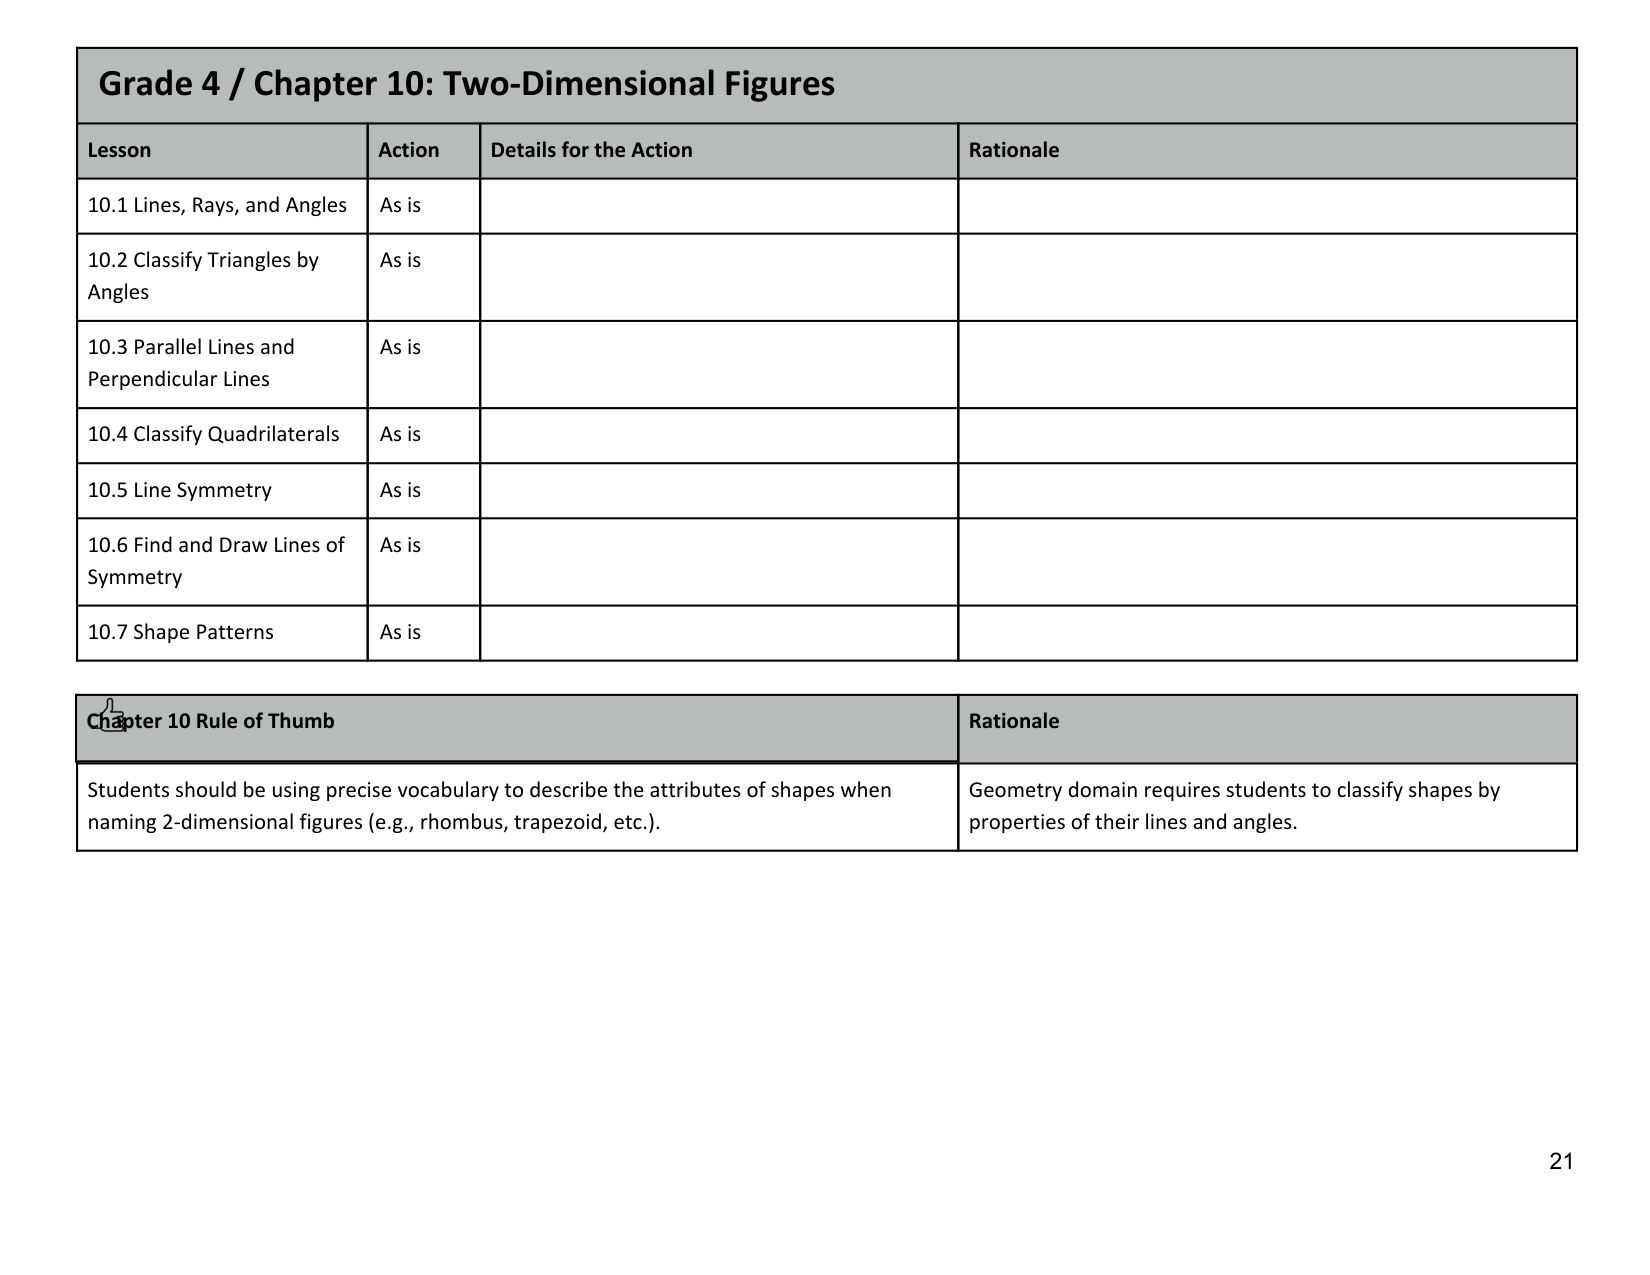 Grade 4 / Chapter 10: Two-Dimensional Figures
Lesson Action Details for the Action Rationale
10.1 Lines, Rays, and Angles As is
10.2 Classify Triangles by As is
Angles
10.3 Parallel Lines and As is
Perpendicular Lines
10.4 Classify Quadrilaterals As is
10.5 Line Symmetry As is
10.6 Find and Draw Lines of As is
Symmetry
10.7 Shape Patterns As is
Chapter 10 Rule of Thumb Rationale
Students should be using precise vocabulary to describe the attributes of shapes when
naming 2-dimensional figures (e.g., rhombus, trapezoid, etc.).
Geometry domain requires students to classify shapes by
properties of their lines and angles.
21